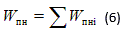 Wпн = ∑ Wпні (6)